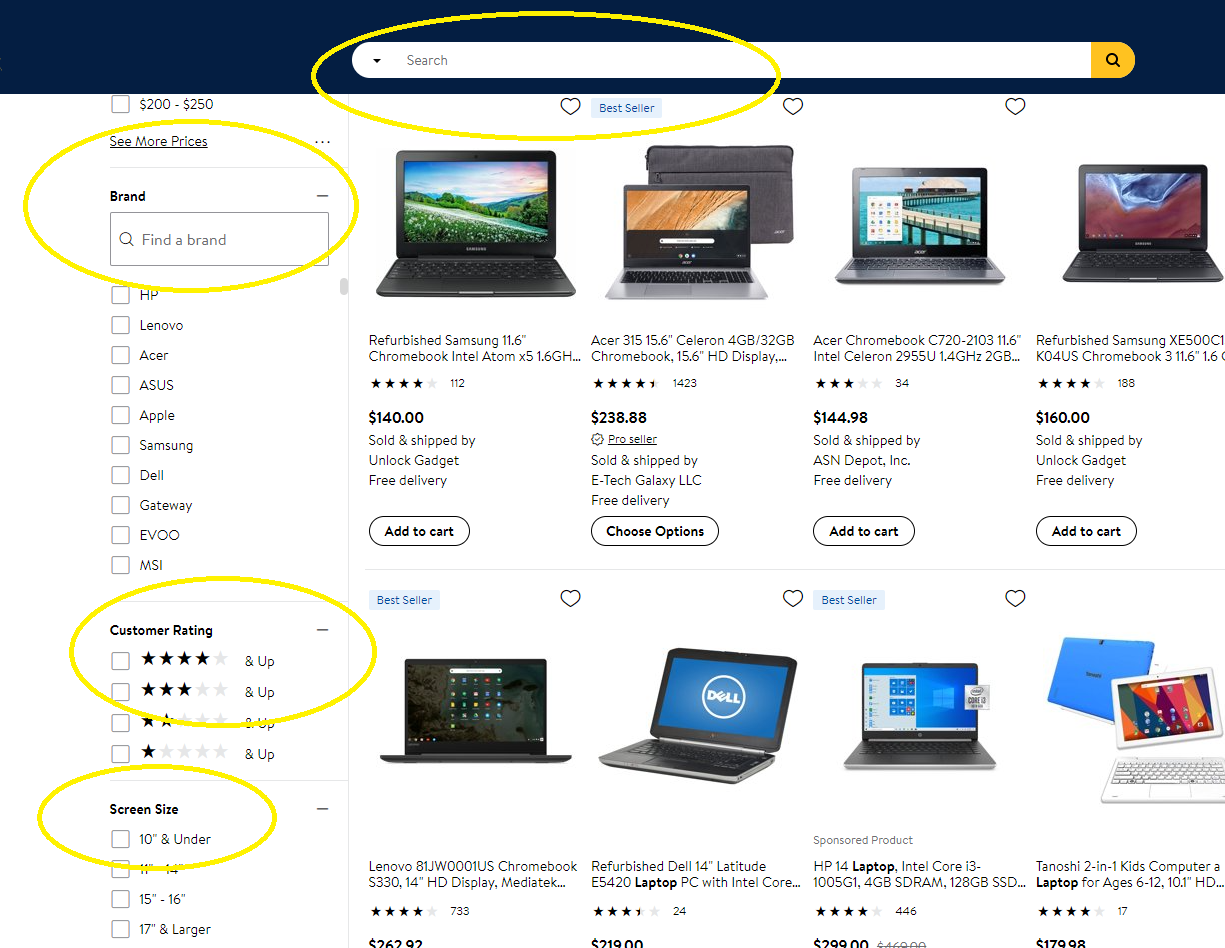 Search
$200 - $250
See More Prices
...
Brand
Find a brand
HP
Lenovo
Acer
ASUS
Apple
Samsung
Dell
Gateway
EVOO
MSI
Customer Rating
& Up
& Up
& Up
& Up
Screen Size
10" & Under
11" - 14"
15" - 16"
17" & Larger
SAMSUNG
Refurbished Samsung 11.6"
Chromebook Intel Atom x5 1.6GH...
112
$140.00
Sold & shipped by
Unlock Gadget
Free delivery
Add to cart
Best Seller
acer
Acer 315 15.6" Celeron 4GB/32GB
Chromebook, 15.6" HD Display,...
1423
$238.88
Pro seller
Sold & shipped by
E-Tech Galaxy LLC
Free delivery
Choose Options
acer
Acer Chromebook C720-2103 11.6"
Intel Celeron 2955U 1.4GHz 2GB...
34
$144.98
Sold & shipped by
ASN Depot, Inc.
Free delivery
Add to cart
SAMSUNG
Refurbished Samsung XE500C1
K04US Chromebook 3 11.6" 1.6 G
188
$160.00
Sold & shipped by
Unlock Gadget
Free delivery
Add to cart
Best Seller
Lenovo 81JW0001US Chromebook
S330, 14" HD Display, Mediatek...
733
$262.92
DELL
Refurbished Dell 14" Latitude
E5420 Laptop PC with Intel Core...
24
$219.00
Best Seller
intel
CORE i3
Sponsored Product
HP 14 Laptop, Intel Core i3-
1005G1, 4GB SDRAM, 128GB SSD...
446
$299.00 $469.00
Tanoshi
Tanoshi 2-in-1 Kids Computer a
Laptop for Ages 6-12, 10.1" HD...
17
$179.98